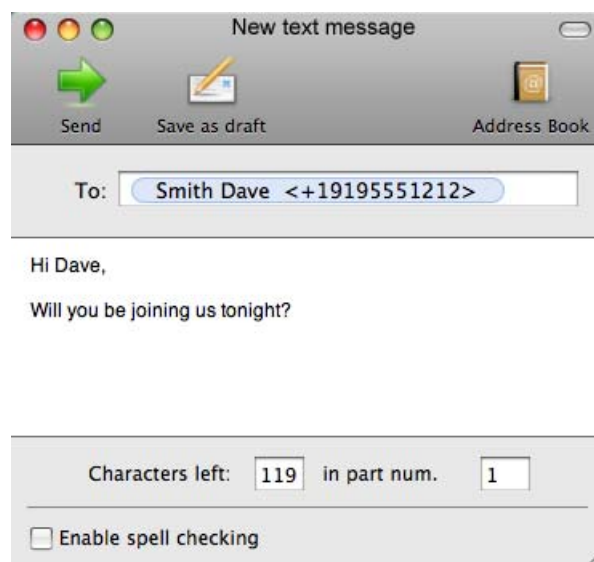 New text message
Send Save as draft Address Book
To: Smith Dave <+19195551212>
Hi Dave,
Will you be joining us tonight?
Characters left: 119 in part num. 1
Enable spell checking